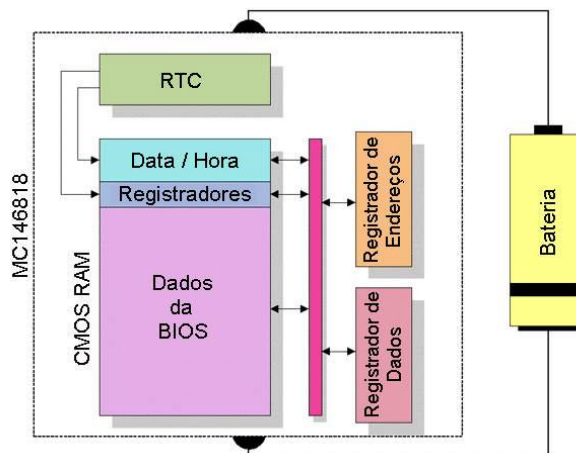 MC146818
RTC
CMOS RAM
Data / Hora
Registradores
Dados
da
BIOS
Registrador de
Endereços
Registrador de
Dados
Bateria